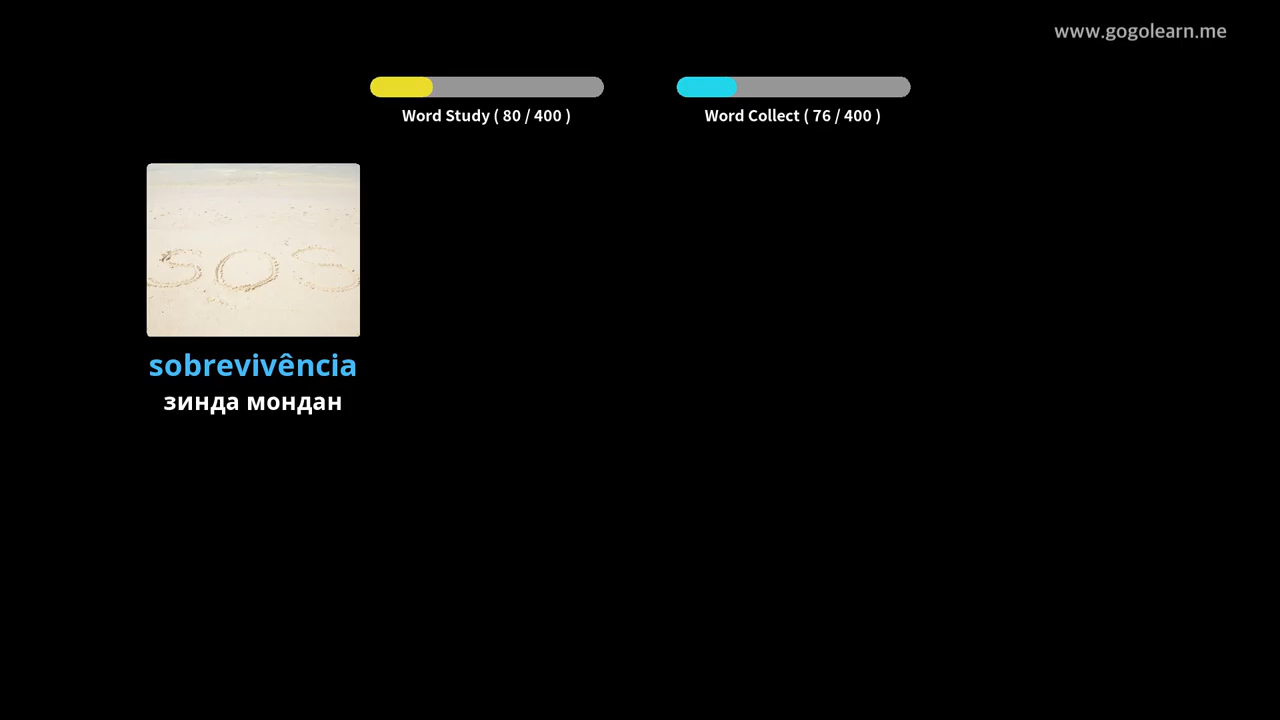 www.gogolearn.me
Word Study ( 80 / 400 )
Word Collect ( 76 / 400 )
SOS
sobrevivência
зинда мондан